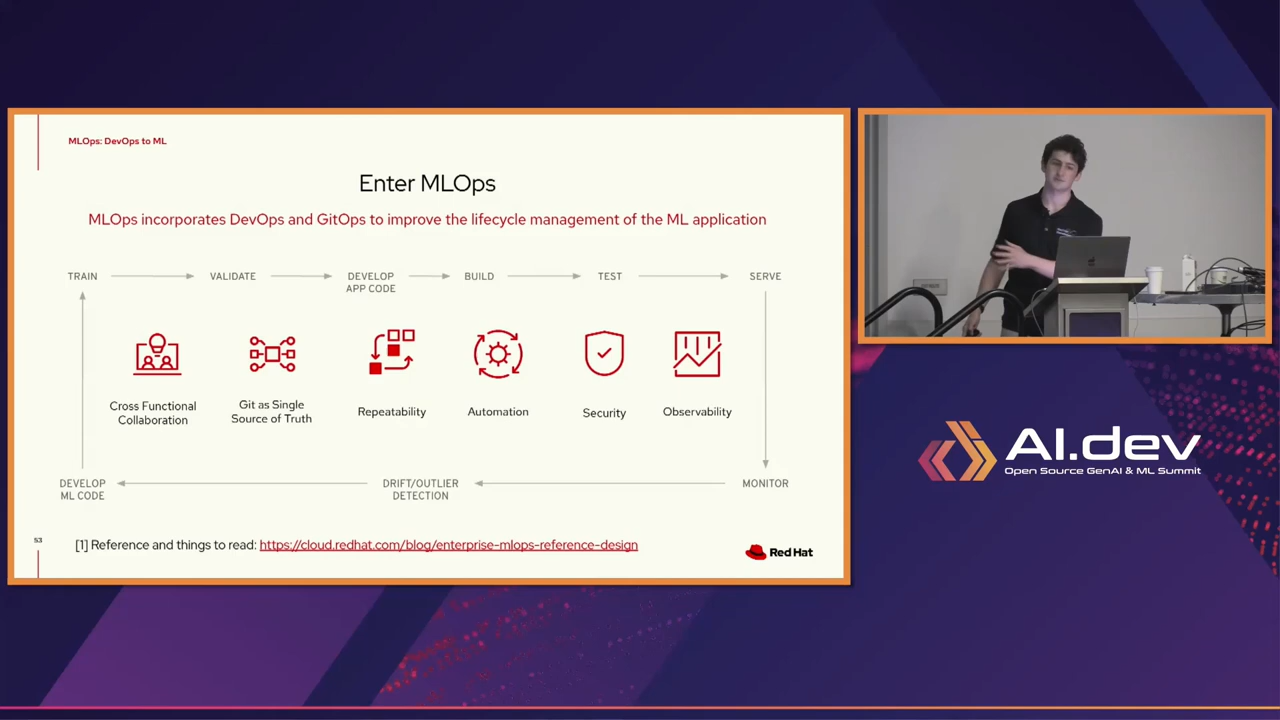 MLOps: DevOps to ML
Enter MLOps
MLOps incorporates DevOps and GitOps to improve the lifecycle management of the ML application
TRAIN
VALIDATE
DEVELOP
APP CODE
BUILD
TEST
SERVE
Cross Functional
Collaboration
Git as Single
Source of Truth
Repeatability
Automation
Security
Observability
DEVELOP
ML CODE
DRIFT/OUTLIER
DETECTION
MONITOR
53
[1] Reference and things to read: https://cloud.redhat.com/blog/enterprise-mlops-reference-design
Red Hat
AI.dev
Open Source GenAI & ML Summit